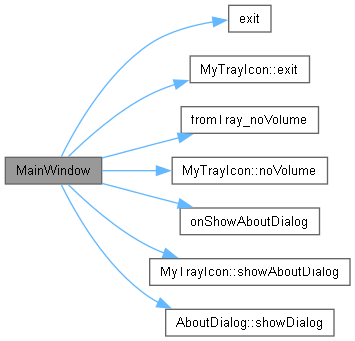 exit
MyTrayIcon::exit
fromTray_noVolume
MainWindow
MyTrayIcon::noVolume
onShowAboutDialog
MyTrayIcon::showAboutDialog
AboutDialog::showDialog